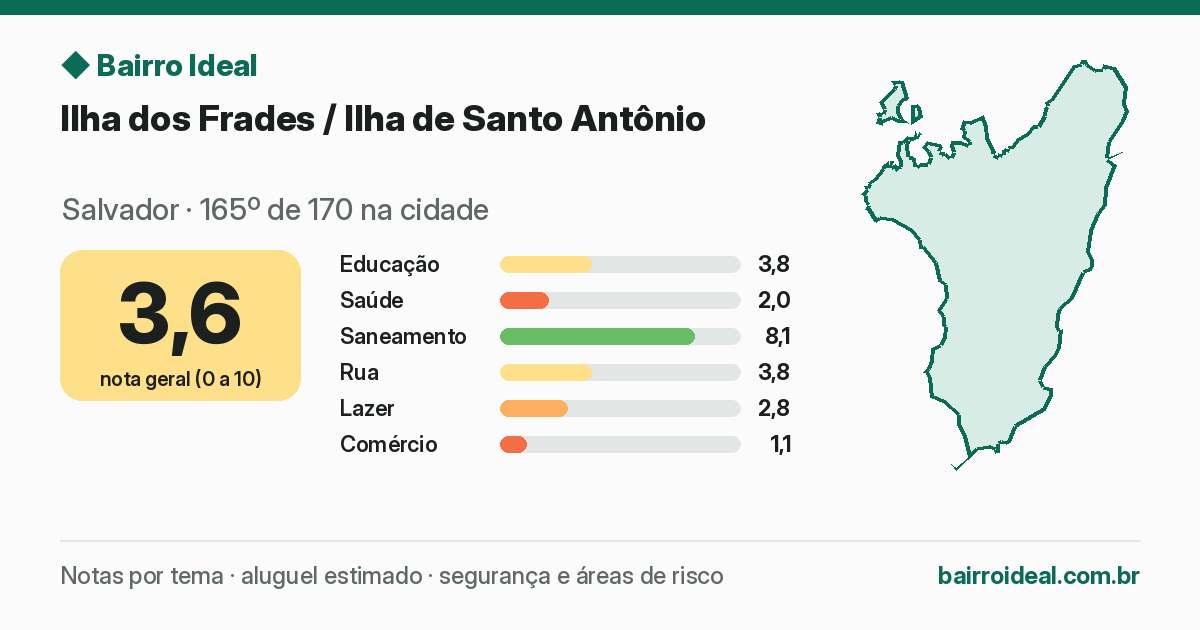 Bairro Ideal
Ilha dos Frades / Ilha de Santo Antônio
Salvador · 165º de 170 na cidade
3,6
nota geral (0 a 10)
Educação 3,8
Saúde 2,0
Saneamento 8,1
Rua 3,8
Lazer 2,8
Comércio 1,1
Notas por tema · aluguel estimado · segurança e áreas de risco
bairroideal.com.br